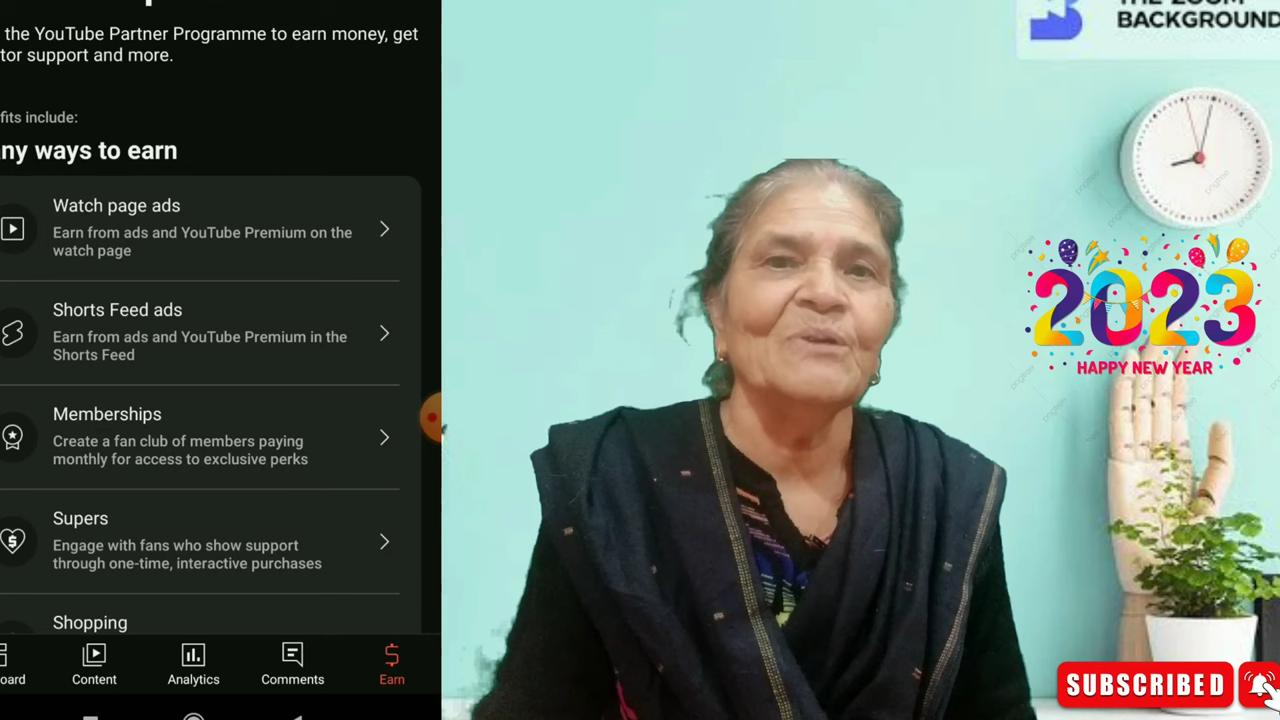 the YouTube Partner Programme to earn money, get
tor support and more.
fits include:
ny ways to earn
Watch page ads
Earn from ads and YouTube Premium on the
watch page
Shorts Feed ads
Earn from ads and YouTube Premium in the
Shorts Feed
Memberships
Create a fan club of members paying
monthly for access to exclusive perks
Supers
Engage with fans who show support
through one-time, interactive purchases
Shopping
oard
Content
Analytics
Comments
Earn
THE ZOOM
BACKGROUND
2023
HAPPY NEW YEAR
SUBSCRIBED